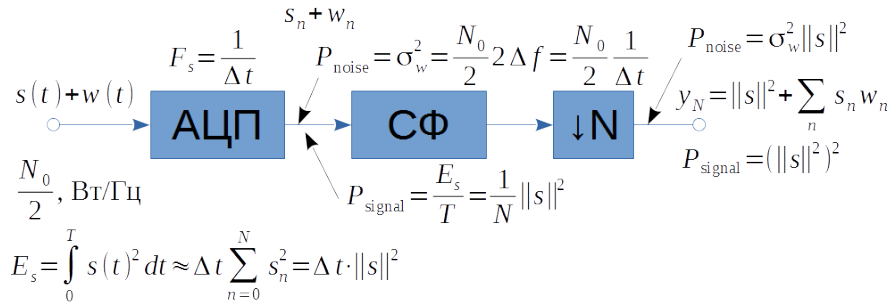 s_n + w_n
F_s = 1/Δt
P_noise = σ_w^2 = N_0/2 2Δf = N_0/2 1/Δt
P_noise = σ_w^2 ||s||^2
s(t) + w(t)
АЦП
СФ
↓N
y_N = ||s||^2 + ∑_n s_n w_n
P_signal = (||s||^2)^2
N_0/2, Вт/Гц
P_signal = E_s/T = 1/N ||s||^2
E_s = ∫_0^T s(t)^2 dt ≈ Δt ∑_{n=0}^N s_n^2 = Δt·||s||^2